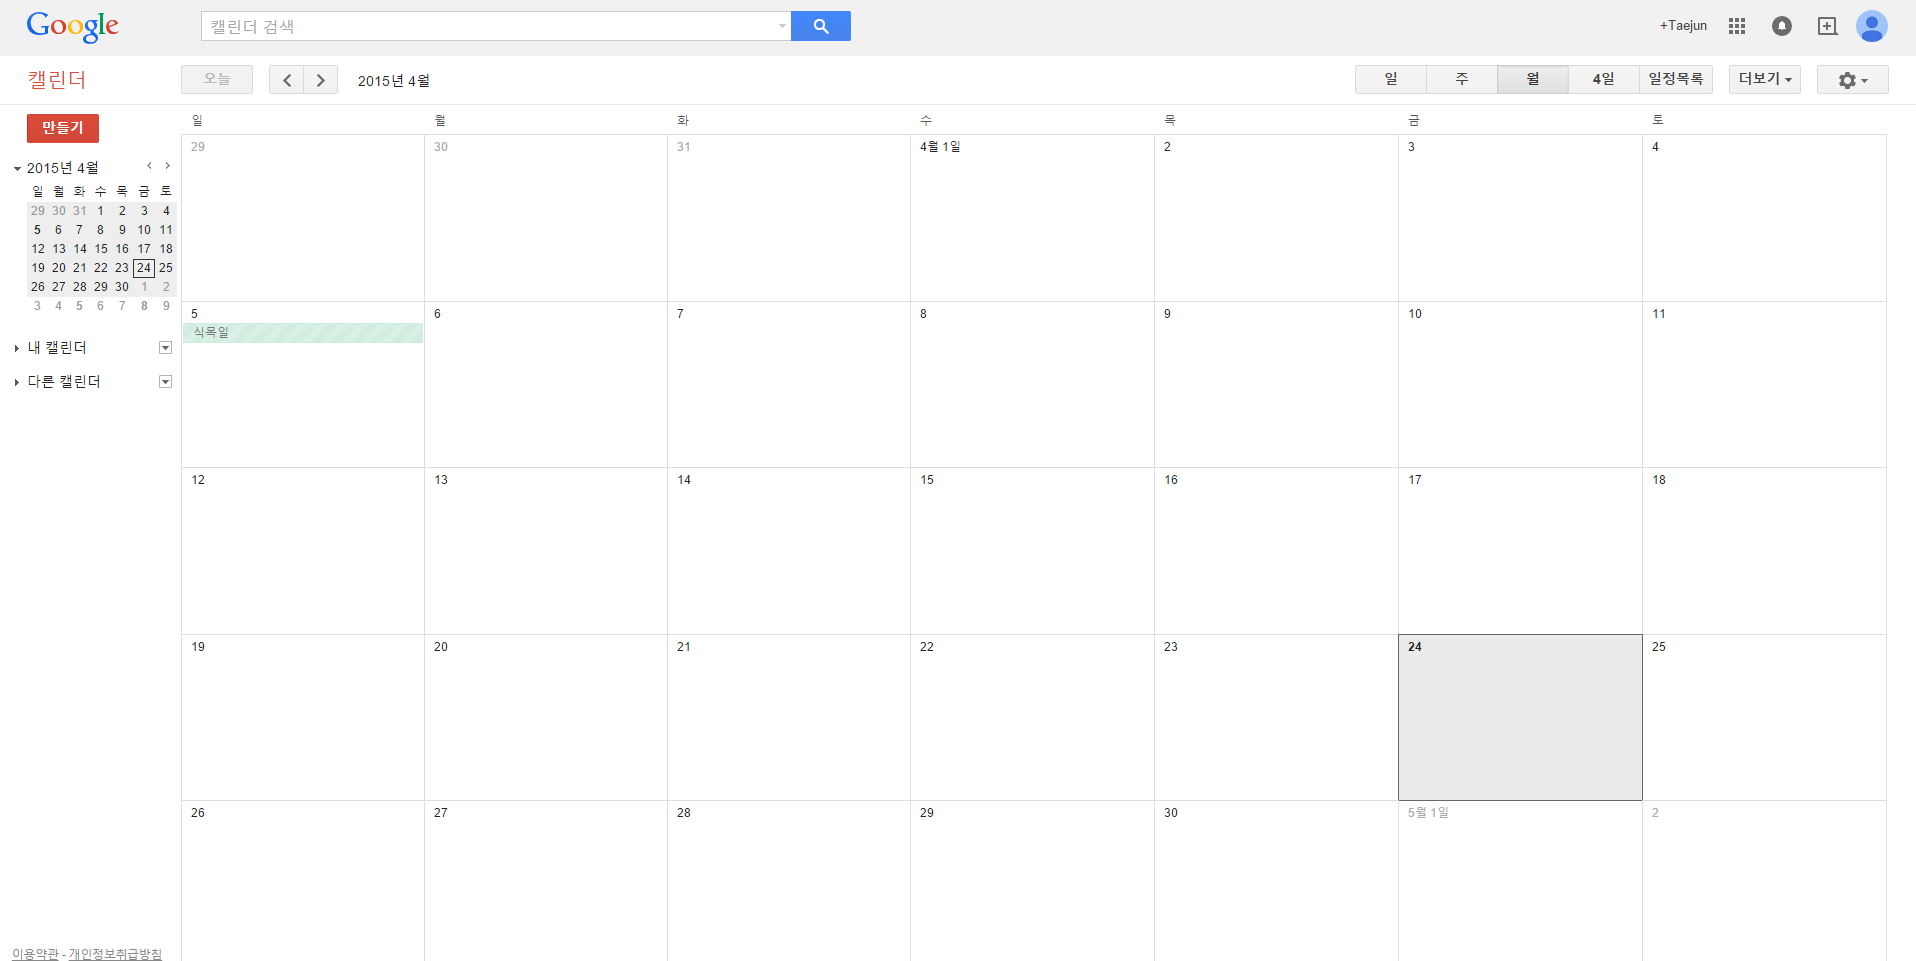 Google 캘린더 검색 +Taejun
캘린더 오늘 2015년 4월 일 주 월 4일 일정목록 더보기
만들기
2015년 4월
일 월 화 수 목 금 토
29 30 31 1 2 3 4
5 6 7 8 9 10 11
12 13 14 15 16 17 18
19 20 21 22 23 24 25
26 27 28 29 30 1 2
3 4 5 6 7 8 9
내 캘린더
다른 캘린더
이용약관 - 개인정보취급방침
일 월 화 수 목 금 토
29 30 31 4월 1일 2 3 4
5 6 7 8 9 10 11
식목일
12 13 14 15 16 17 18
19 20 21 22 23 24 25
26 27 28 29 30 5월 1일 2